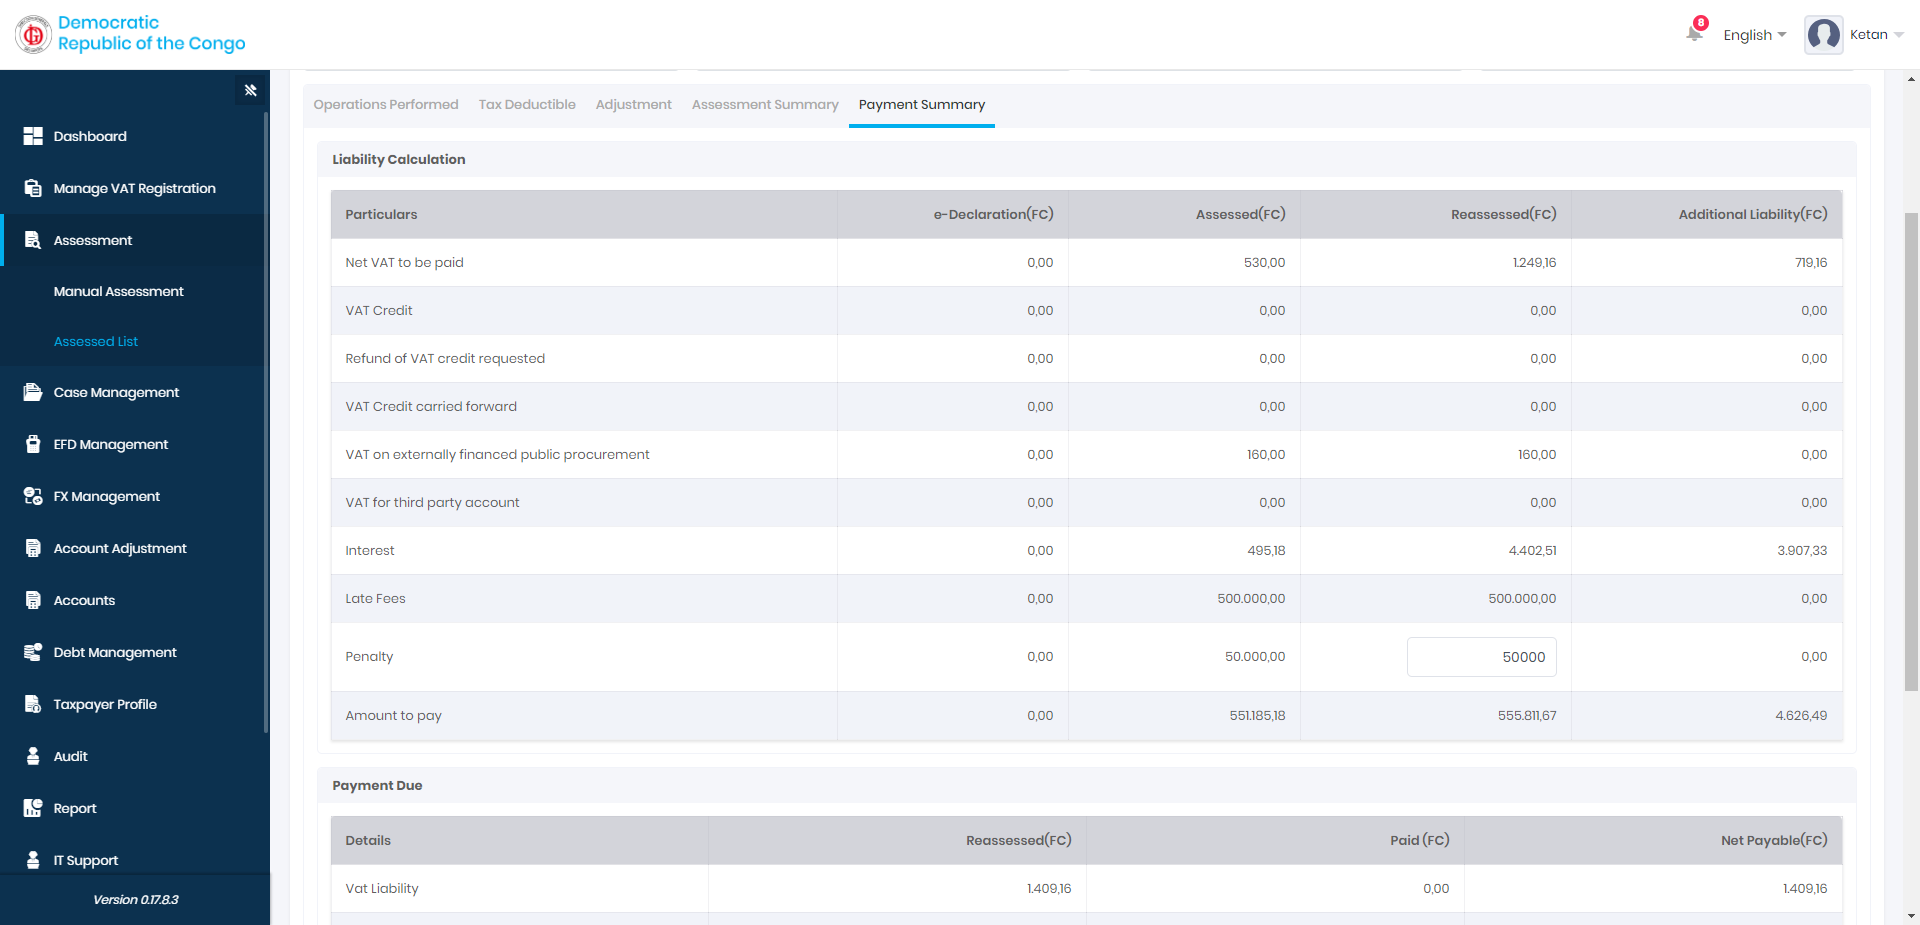 Democratic
Republic of the Congo
8
English
Ketan
Dashboard
Manage VAT Registration
Assessment
Manual Assessment
Assessed List
Case Management
EFD Management
FX Management
Account Adjustment
Accounts
Debt Management
Taxpayer Profile
Audit
Report
IT Support
Version 0.17.8.3
Operations Performed Tax Deductible Adjustment Assessment Summary Payment Summary
Liability Calculation
Particulars e-Declaration(FC) Assessed(FC) Reassessed(FC) Additional Liability(FC)
Net VAT to be paid 0,00 530,00 1.249,16 719,16
VAT Credit 0,00 0,00 0,00 0,00
Refund of VAT credit requested 0,00 0,00 0,00 0,00
VAT Credit carried forward 0,00 0,00 0,00 0,00
VAT on externally financed public procurement 0,00 160,00 160,00 0,00
VAT for third party account 0,00 0,00 0,00 0,00
Interest 0,00 495,18 4.402,51 3.907,33
Late Fees 0,00 500.000,00 500.000,00 0,00
Penalty 0,00 50.000,00 50000 0,00
Amount to pay 0,00 551.185,18 555.811,67 4.626,49
Payment Due
Details Reassessed(FC) Paid (FC) Net Payable(FC)
Vat Liability 1.409,16 0,00 1.409,16